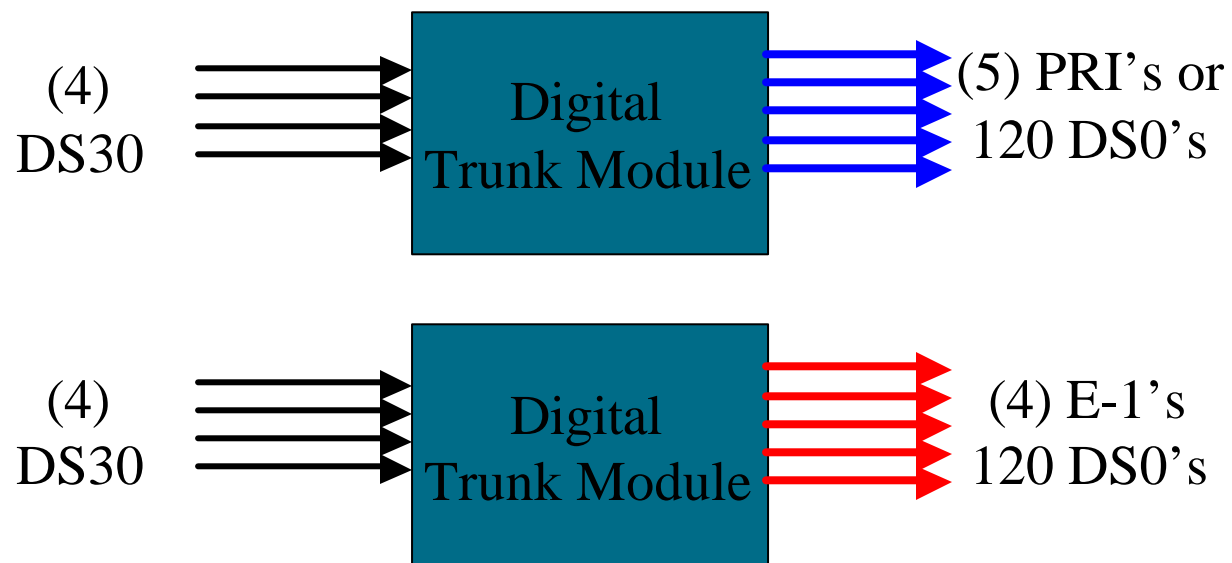 (4)
DS30
Digital
Trunk Module
(5) PRI’s or
120 DS0’s
(4)
DS30
Digital
Trunk Module
(4) E-1’s
120 DS0’s